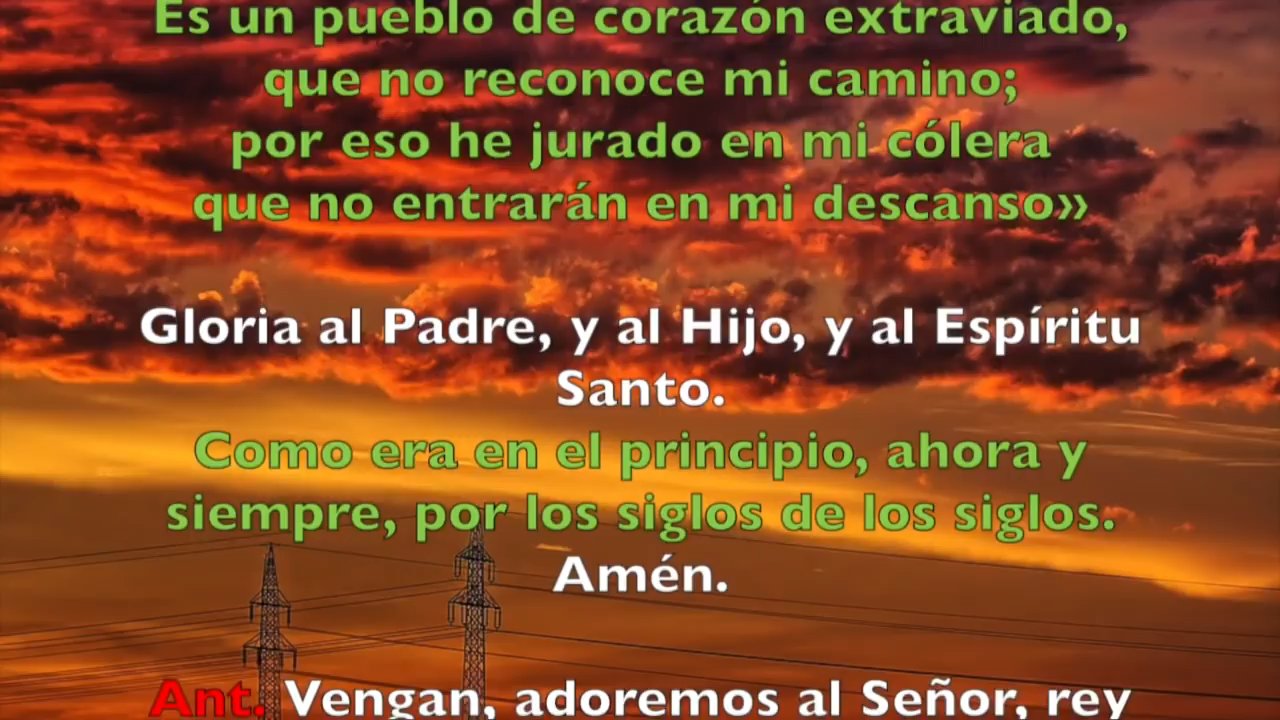 Es un pueblo de corazón extraviado,
que no reconoce mi camino;
por eso he jurado en mi cólera
que no entrarán en mi descanso»
Gloria al Padre, y al Hijo, y al Espíritu
Santo.
Como era en el principio, ahora y
siempre, por los siglos de los siglos.
Amén.
Ant. Vengan, adoremos al Señor, rey